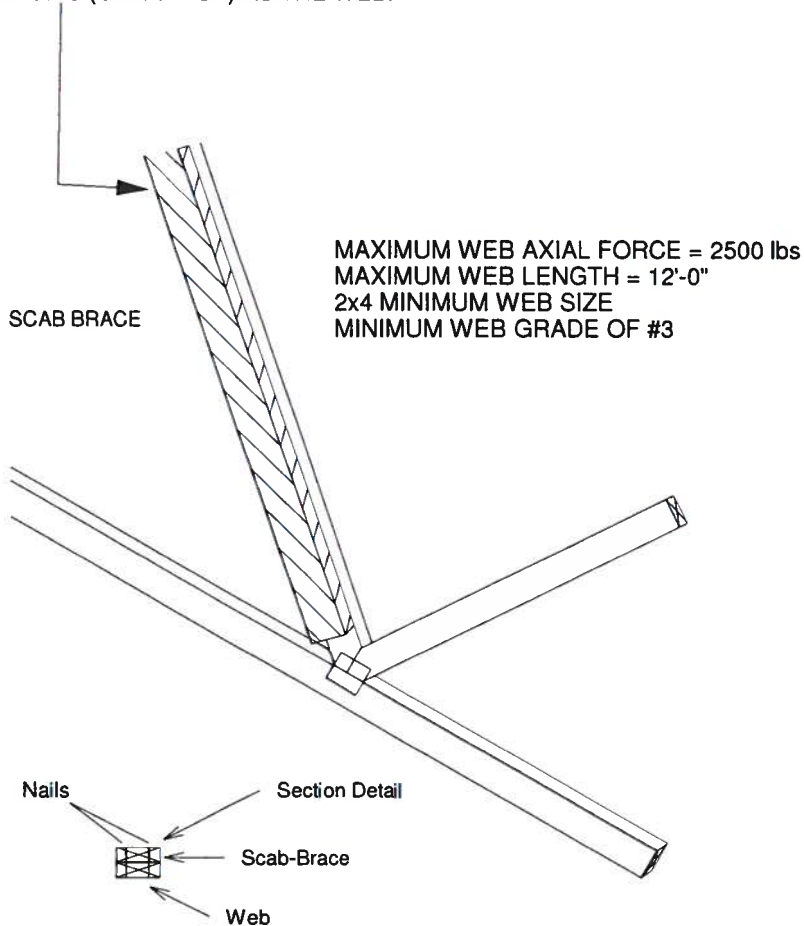 MAXIMUM WEB AXIAL FORCE = 2500 lbs
MAXIMUM WEB LENGTH = 12'-0"
2x4 MINIMUM WEB SIZE
MINIMUM WEB GRADE OF #3
SCAB BRACE
Nails
Section Detail
Scab-Brace
Web